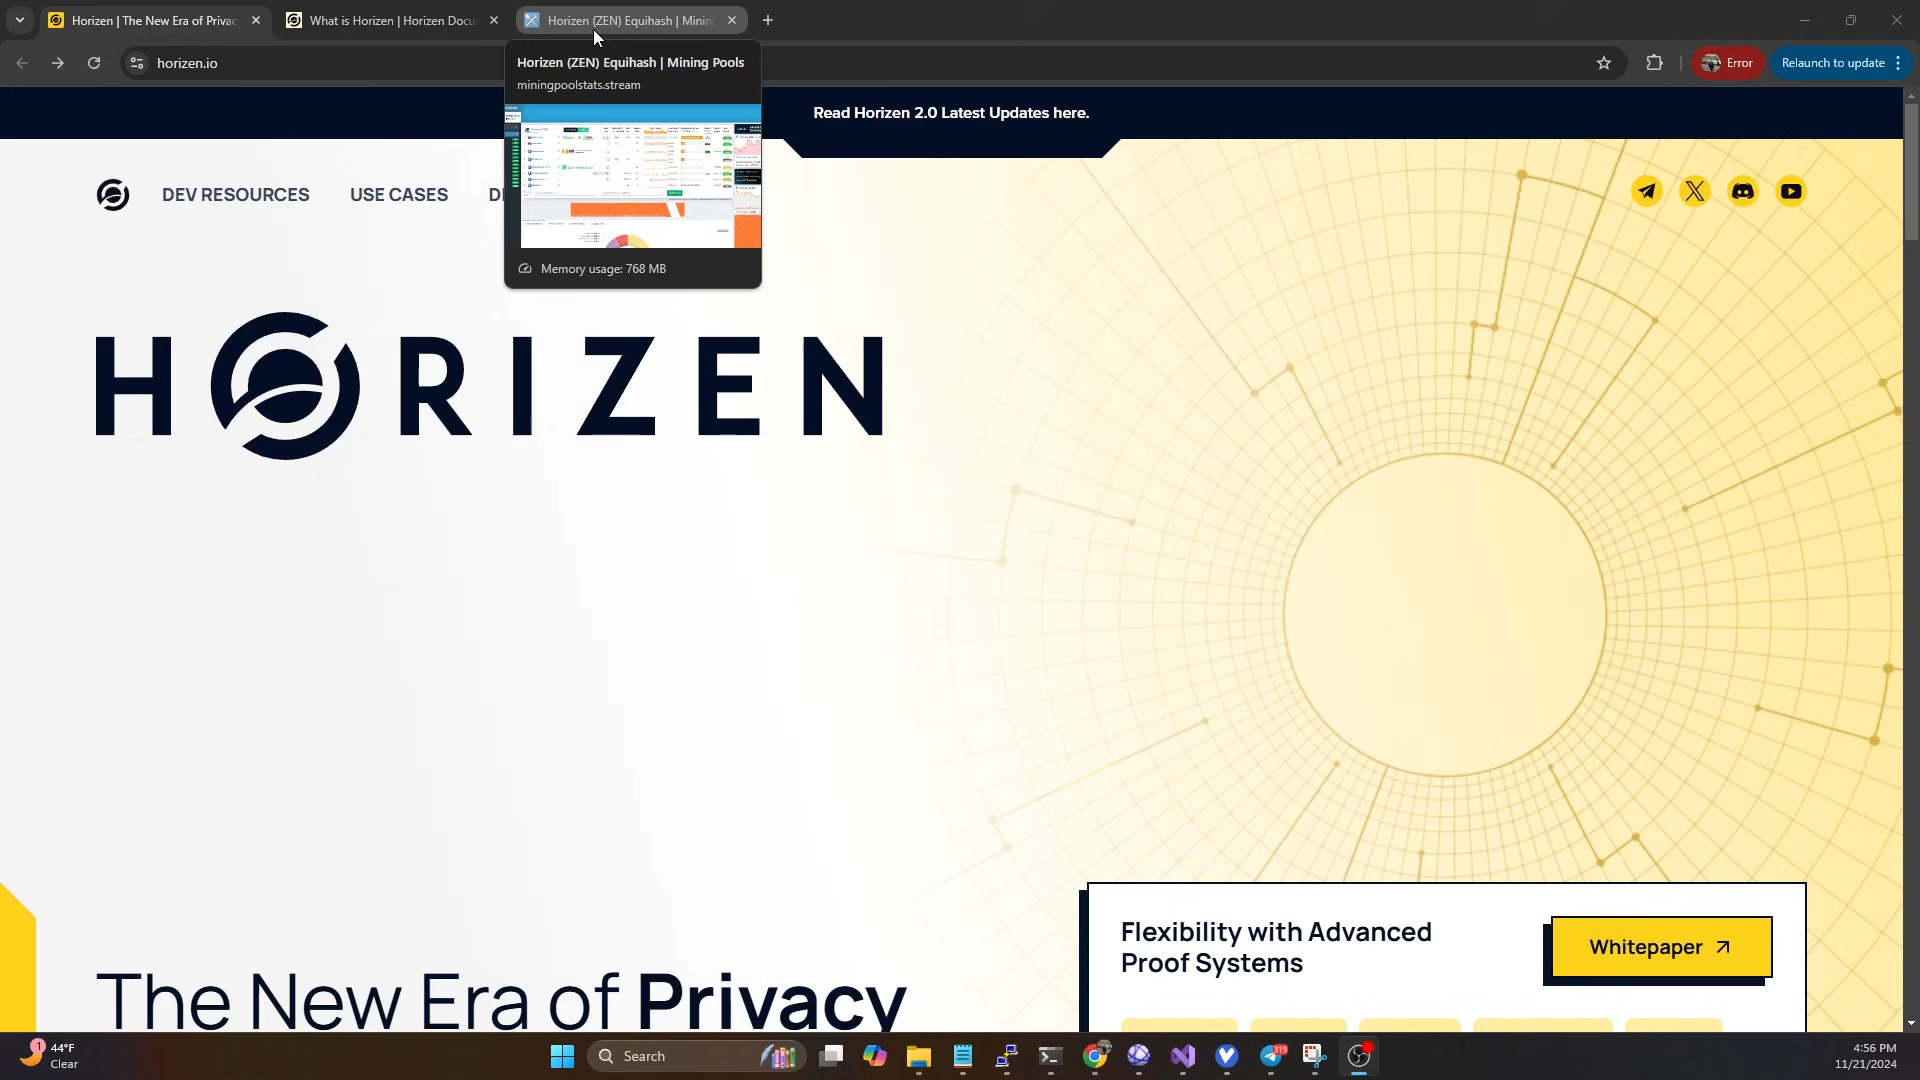 Horizen | The New Era of Privac
What is Horizen | Horizen Docu
Horizen (ZEN) Equihash | Minin
horizen.io
Error
Relaunch to update
Horizen (ZEN) Equihash | Mining Pools
miningpoolstats.stream
Memory usage: 768 MB
Read Horizen 2.0 Latest Updates here.
DEV RESOURCES
USE CASES
HORIZEN
The New Era of Privacy
Flexibility with Advanced
Proof Systems
Whitepaper
1
44°F
Clear
Search
319
4:56 PM
11/21/2024